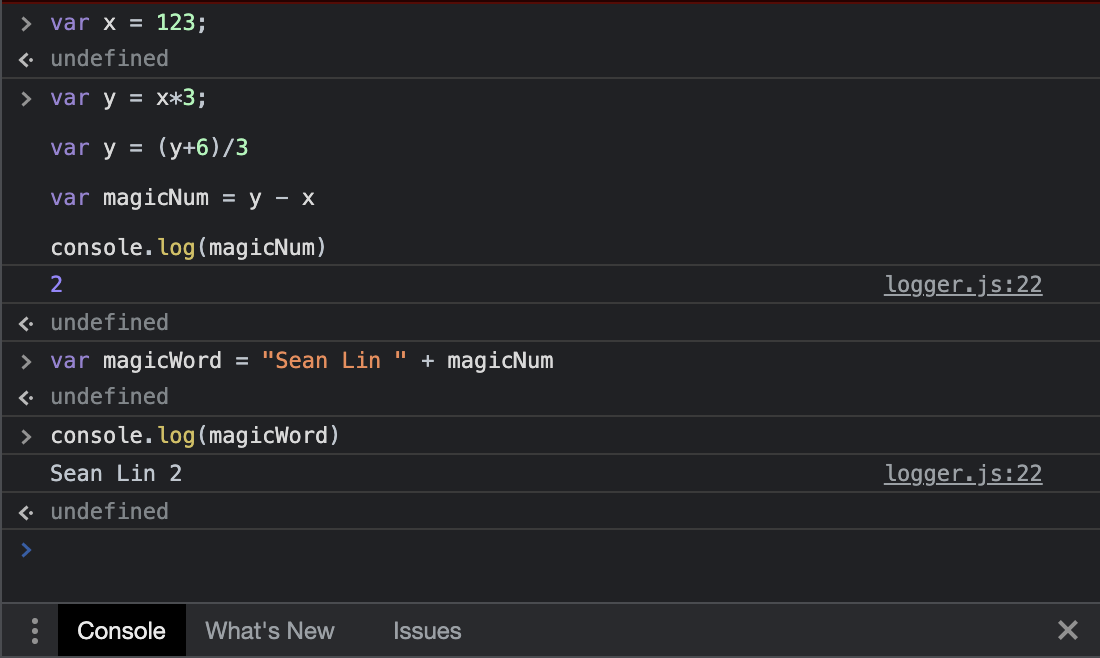 > var x = 123;
undefined
> var y = x*3;
var y = (y+6)/3
var magicNum = y - x
console.log(magicNum)
2 logger.js:22
undefined
> var magicWord = "Sean Lin " + magicNum
undefined
> console.log(magicWord)
Sean Lin 2 logger.js:22
undefined
>
Console What's New Issues